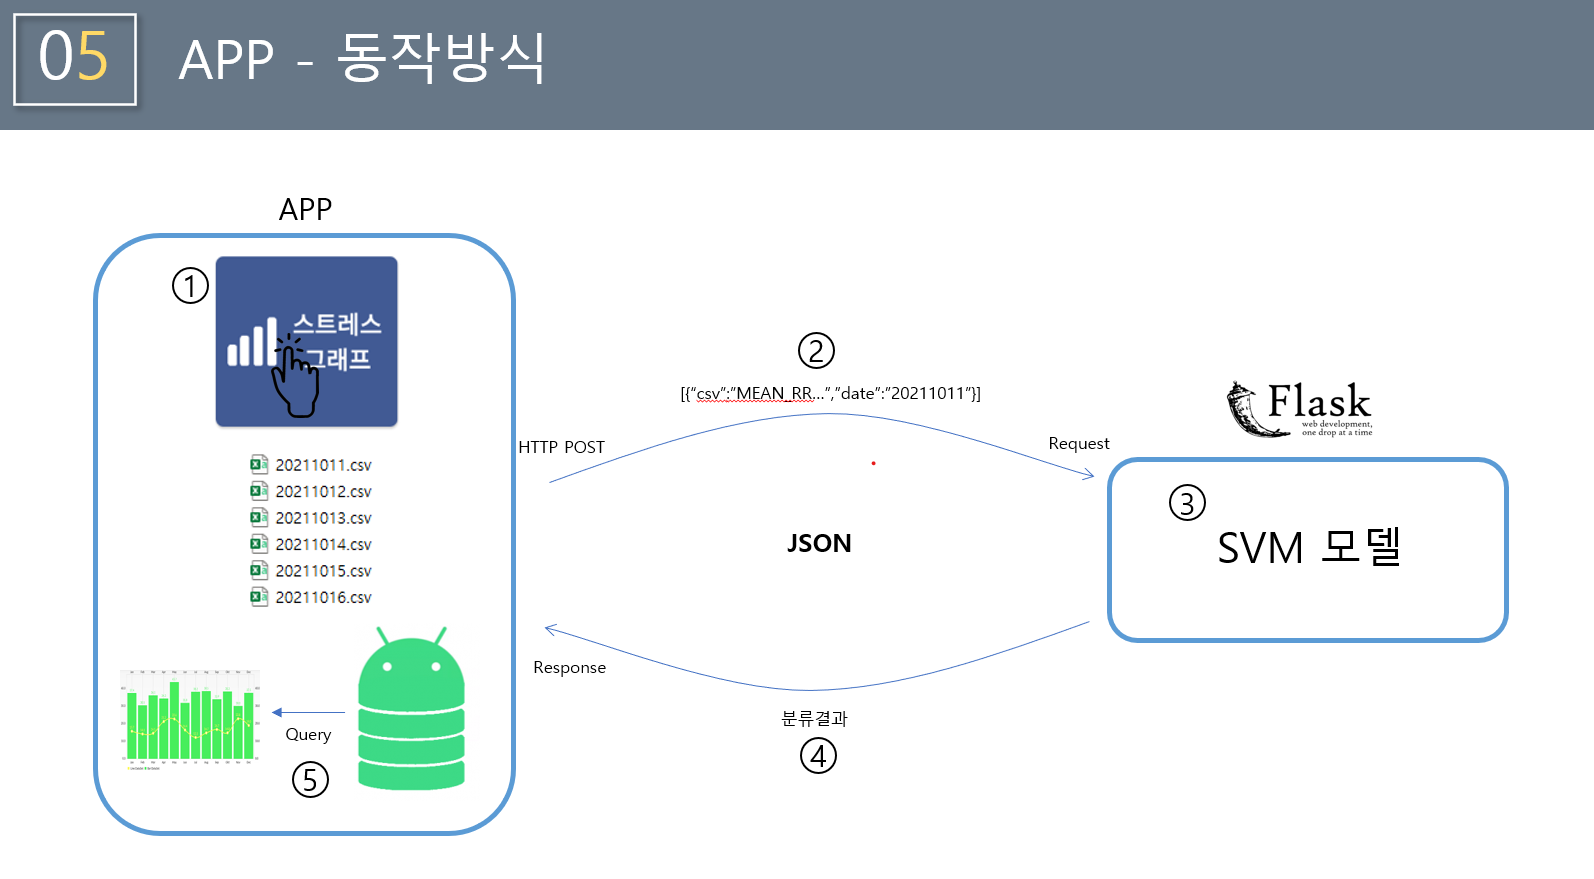 05
APP - 동작방식
APP
①
스트레스
그래프
20211011.csv
20211012.csv
20211013.csv
20211014.csv
20211015.csv
20211016.csv
Query
⑤
②
[{“csv”:”MEAN_RR...”,”date”:”20211011”}]
HTTP POST
Request
JSON
Response
분류결과
④
Flask
web development,
one drop at a time
③
SVM 모델